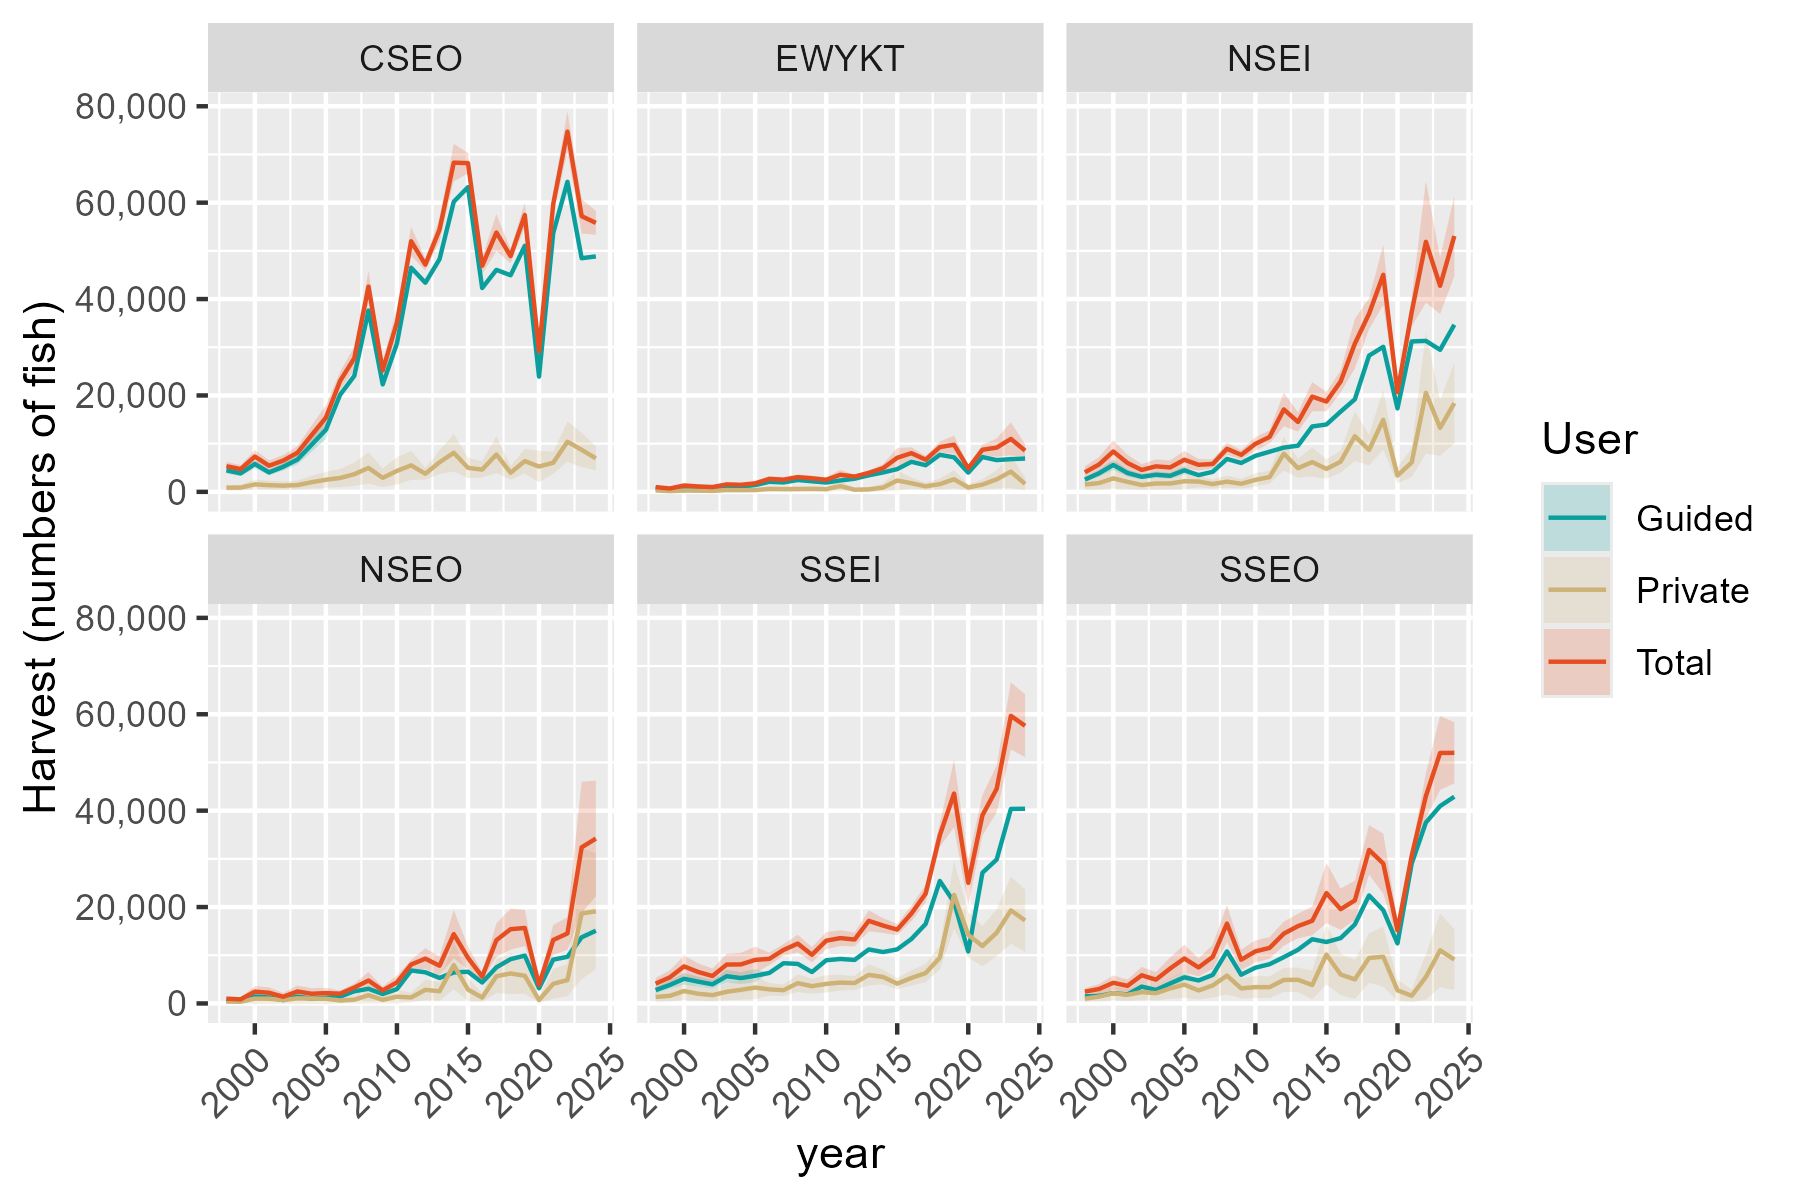 CSEO EWYKT NSEI
80,000
60,000
40,000
20,000
0
NSEO SSEI SSEO
80,000
60,000
40,000
20,000
0
2000 2005 2010 2015 2020 2025 2000 2005 2010 2015 2020 2025 2000 2005 2010 2015 2020 2025
year
Harvest (numbers of fish)
User
Guided
Private
Total